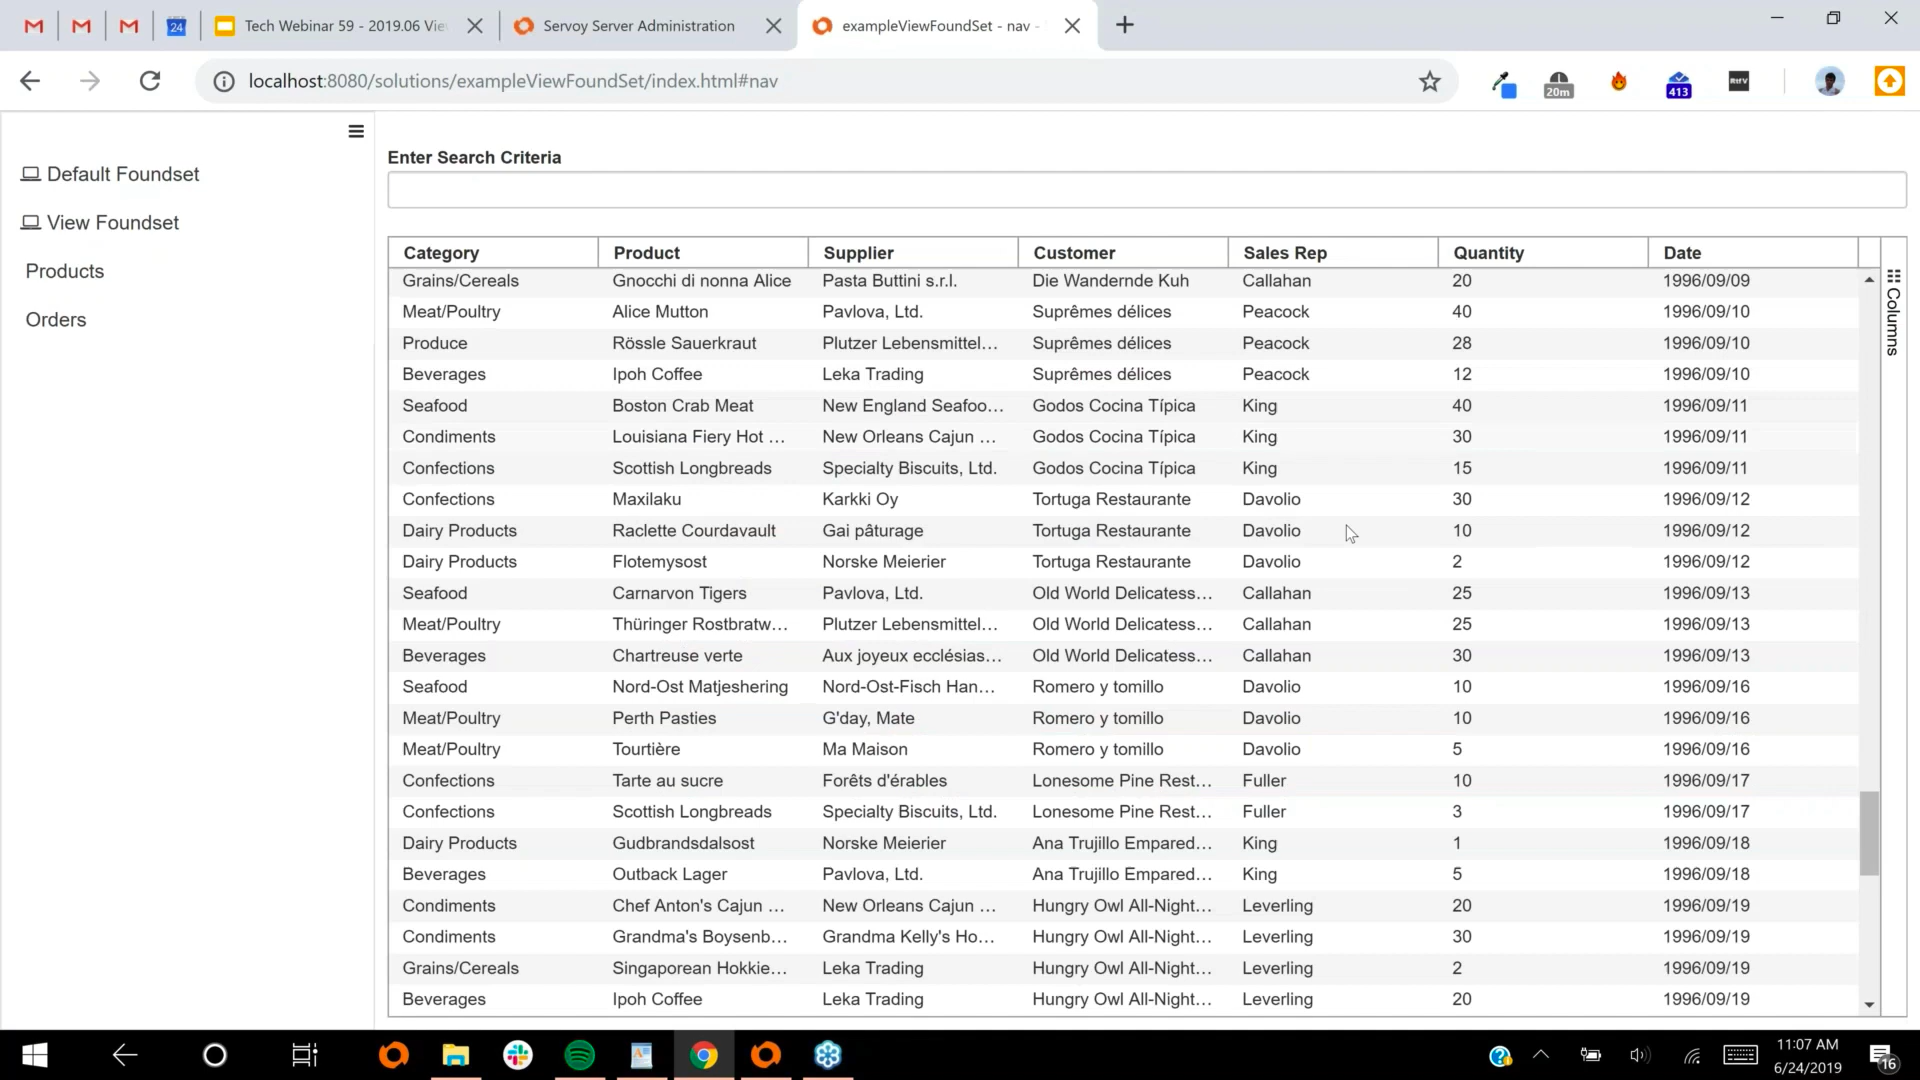 24 Tech Webinar 59 - 2019.06 Vie Servoy Server Administration exampleViewFoundSet - nav -
localhost:8080/solutions/exampleViewFoundSet/index.html#nav 20m 413
Default Foundset
View Foundset
Products
Orders
Enter Search Criteria
Category Product Supplier Customer Sales Rep Quantity Date
Columns
Grains/Cereals Gnocchi di nonna Alice Pasta Buttini s.r.l. Die Wandernde Kuh Callahan 20 1996/09/09
Meat/Poultry Alice Mutton Pavlova, Ltd. Suprêmes délices Peacock 40 1996/09/10
Produce Rössle Sauerkraut Plutzer Lebensmittel... Suprêmes délices Peacock 28 1996/09/10
Beverages Ipoh Coffee Leka Trading Suprêmes délices Peacock 12 1996/09/10
Seafood Boston Crab Meat New England Seafoo... Godos Cocina Típica King 40 1996/09/11
Condiments Louisiana Fiery Hot ... New Orleans Cajun ... Godos Cocina Típica King 30 1996/09/11
Confections Scottish Longbreads Specialty Biscuits, Ltd. Godos Cocina Típica King 15 1996/09/11
Confections Maxilaku Karkki Oy Tortuga Restaurante Davolio 30 1996/09/12
Dairy Products Raclette Courdavault Gai pâturage Tortuga Restaurante Davolio 10 1996/09/12
Dairy Products Flotemysost Norske Meierier Tortuga Restaurante Davolio 2 1996/09/12
Seafood Carnarvon Tigers Pavlova, Ltd. Old World Delicatess... Callahan 25 1996/09/13
Meat/Poultry Thüringer Rostbratw... Plutzer Lebensmittel... Old World Delicatess... Callahan 25 1996/09/13
Beverages Chartreuse verte Aux joyeux ecclésias... Old World Delicatess... Callahan 30 1996/09/13
Seafood Nord-Ost Matjeshering Nord-Ost-Fisch Han... Romero y tomillo Davolio 10 1996/09/16
Meat/Poultry Perth Pasties G'day, Mate Romero y tomillo Davolio 10 1996/09/16
Meat/Poultry Tourtière Ma Maison Romero y tomillo Davolio 5 1996/09/16
Confections Tarte au sucre Forêts d'érables Lonesome Pine Rest... Fuller 10 1996/09/17
Confections Scottish Longbreads Specialty Biscuits, Ltd. Lonesome Pine Rest... Fuller 3 1996/09/17
Dairy Products Gudbrandsdalsost Norske Meierier Ana Trujillo Empared... King 1 1996/09/18
Beverages Outback Lager Pavlova, Ltd. Ana Trujillo Empared... King 5 1996/09/18
Condiments Chef Anton's Cajun ... New Orleans Cajun ... Hungry Owl All-Night... Leverling 20 1996/09/19
Condiments Grandma's Boysenb... Grandma Kelly's Ho... Hungry Owl All-Night... Leverling 30 1996/09/19
Grains/Cereals Singaporean Hokkie... Leka Trading Hungry Owl All-Night... Leverling 2 1996/09/19
Beverages Ipoh Coffee Leka Trading Hungry Owl All-Night... Leverling 20 1996/09/19
11:07 AM
6/24/2019
16